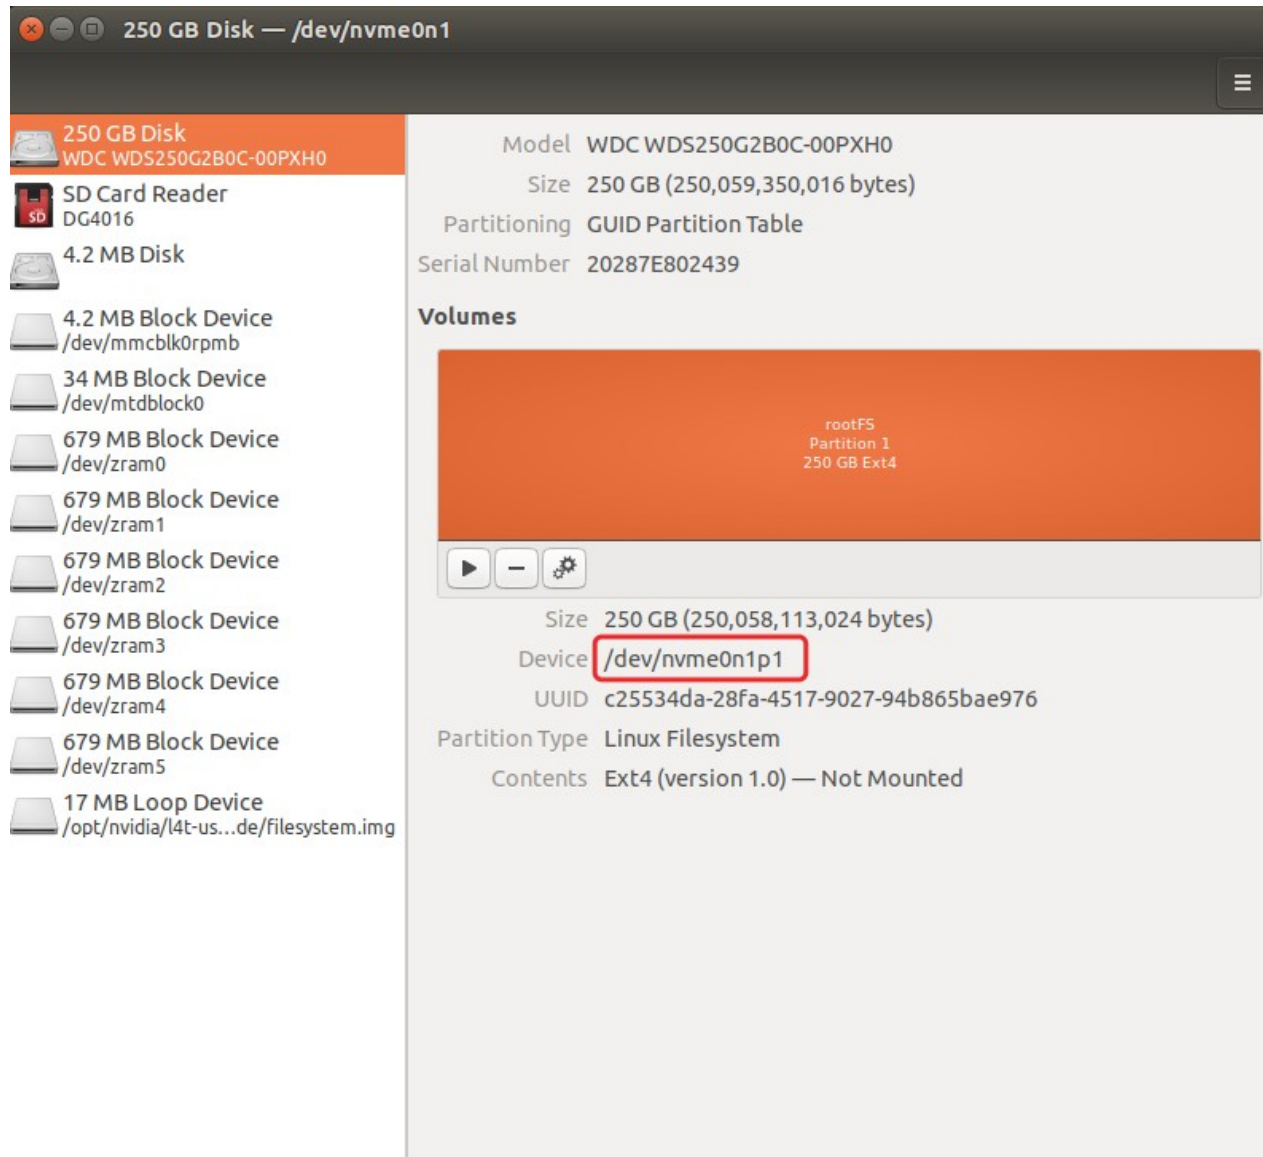 250 GB Disk — /dev/nvme0n1
250 GB Disk
WDC WDS250G2B0C-00PXH0
SD Card Reader
SD
DG4016
4.2 MB Disk
4.2 MB Block Device
/dev/mmcblk0rpmb
34 MB Block Device
/dev/mtdblock0
679 MB Block Device
/dev/zram0
679 MB Block Device
/dev/zram1
679 MB Block Device
/dev/zram2
679 MB Block Device
/dev/zram3
679 MB Block Device
/dev/zram4
679 MB Block Device
/dev/zram5
17 MB Loop Device
/opt/nvidia/l4t-us...de/filesystem.img
Model WDC WDS250G2B0C-00PXH0
Size 250 GB (250,059,350,016 bytes)
Partitioning GUID Partition Table
Serial Number 20287E802439
Volumes
rootFS
Partition 1
250 GB Ext4
Size 250 GB (250,058,113,024 bytes)
Device /dev/nvme0n1p1
UUID c25534da-28fa-4517-9027-94b865bae976
Partition Type Linux Filesystem
Contents Ext4 (version 1.0) — Not Mounted